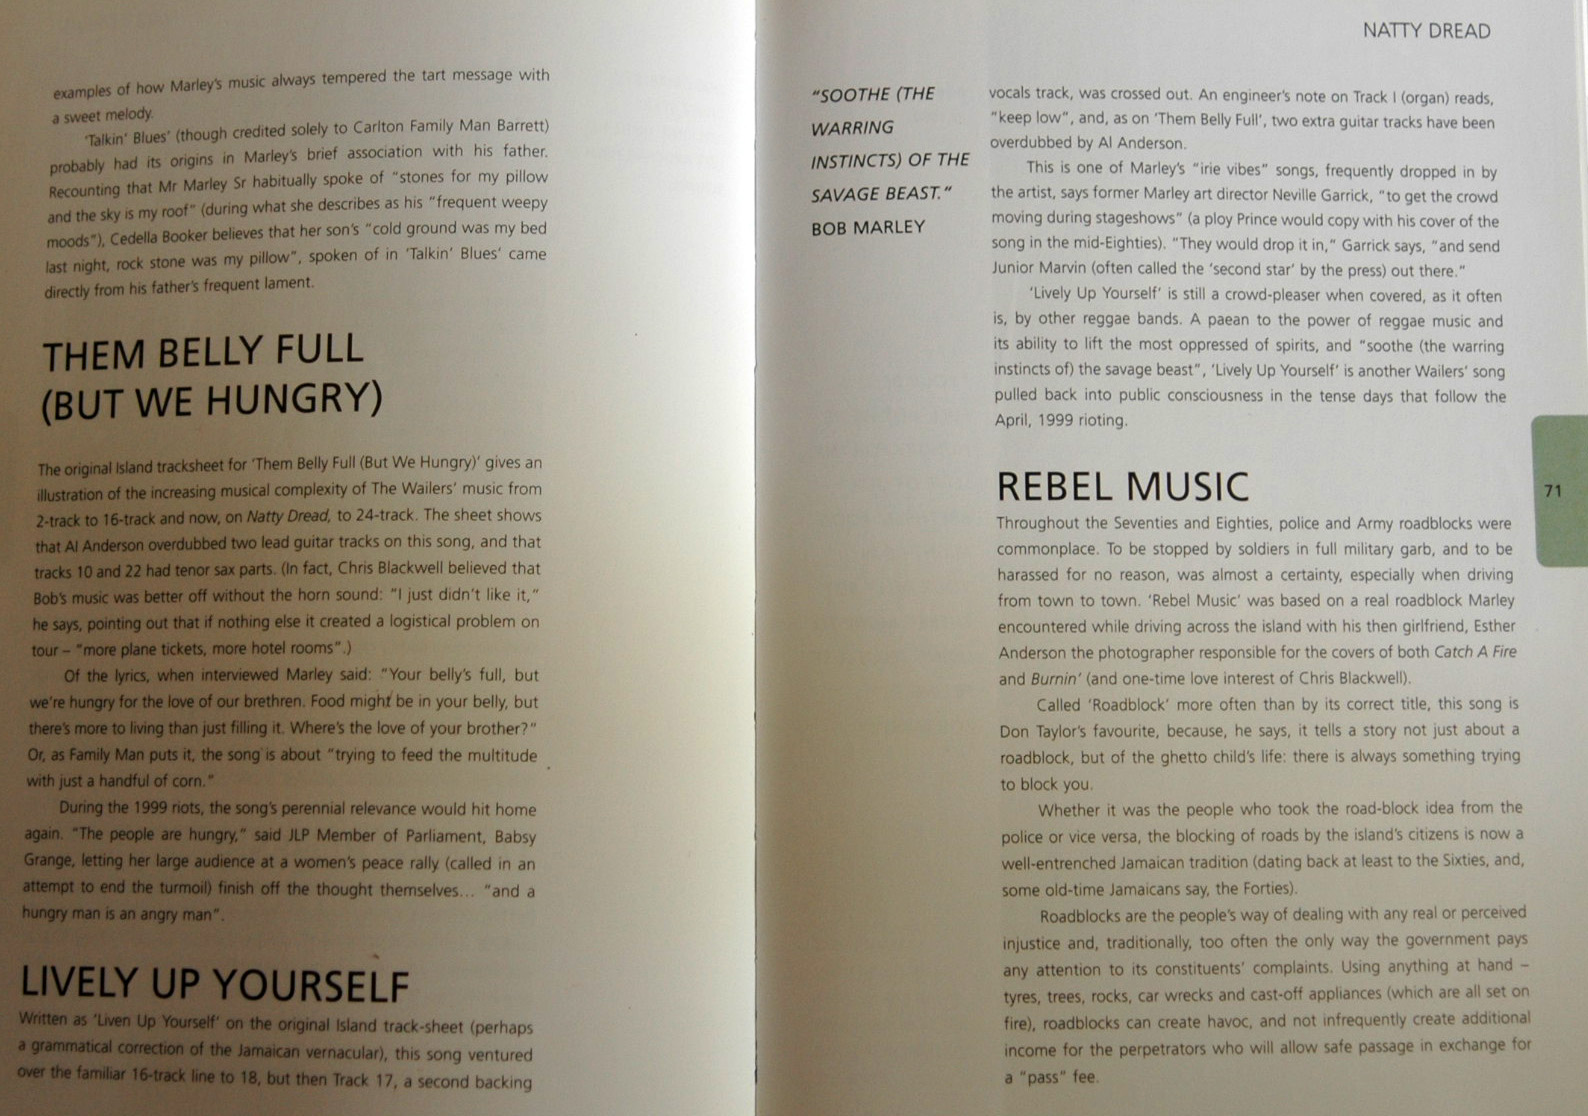 examples of how Marley's music always tempered the tart message with
a sweet melody.
'Talkin' Blues' (though credited solely to Carlton Family Man Barrett)
probably had its origins in Marley's brief association with his father.
Recounting that Mr Marley Sr habitually spoke of "stones for my pillow
and the sky is my roof" (during what she describes as his "frequent weepy
moods"), Cedella Booker believes that her son's "cold ground was my bed
last night, rock stone was my pillow", spoken of in 'Talkin' Blues' came
directly from his father's frequent lament.
THEM BELLY FULL
(BUT WE HUNGRY)
The original Island tracksheet for 'Them Belly Full (But We Hungry)' gives an
illustration of the increasing musical complexity of The Wailers' music from
2-track to 16-track and now, on Natty Dread, to 24-track. The sheet shows
that Al Anderson overdubbed two lead guitar tracks on this song, and that
tracks 10 and 22 had tenor sax parts. (In fact, Chris Blackwell believed that
Bob's music was better off without the horn sound: "I just didn't like it,"
he says, pointing out that if nothing else it created a logistical problem on
tour – "more plane tickets, more hotel rooms".)
Of the lyrics, when interviewed Marley said: "Your belly's full, but
we're hungry for the love of our brethren. Food might be in your belly, but
there's more to living than just filling it. Where's the love of your brother?"
Or, as Family Man puts it, the song is about "trying to feed the multitude
with just a handful of corn."
During the 1999 riots, the song's perennial relevance would hit home
again. "The people are hungry," said JLP Member of Parliament, Babsy
Grange, letting her large audience at a women's peace rally (called in an
attempt to end the turmoil) finish off the thought themselves... "and a
hungry man is an angry man".
LIVELY UP YOURSELF
Written as 'Liven Up Yourself' on the original Island track-sheet (perhaps
a grammatical correction of the Jamaican vernacular), this song ventured
over the familiar 16-track line to 18, but then Track 17, a second backing
NATTY DREAD
"SOOTHE (THE
WARRING
INSTINCTS) OF THE
SAVAGE BEAST."
BOB MARLEY
vocals track, was crossed out. An engineer's note on Track I (organ) reads,
"keep low", and, as on 'Them Belly Full', two extra guitar tracks have been
overdubbed by Al Anderson.
This is one of Marley's "irie vibes" songs, frequently dropped in by
the artist, says former Marley art director Neville Garrick, "to get the crowd
moving during stageshows" (a ploy Prince would copy with his cover of the
song in the mid-Eighties). "They would drop it in," Garrick says, "and send
Junior Marvin (often called the 'second star' by the press) out there."
'Lively Up Yourself' is still a crowd-pleaser when covered, as it often
is, by other reggae bands. A paean to the power of reggae music and
its ability to lift the most oppressed of spirits, and "soothe (the warring
instincts of) the savage beast", 'Lively Up Yourself' is another Wailers' song
pulled back into public consciousness in the tense days that follow the
April, 1999 rioting.
REBEL MUSIC
Throughout the Seventies and Eighties, police and Army roadblocks were
commonplace. To be stopped by soldiers in full military garb, and to be
harassed for no reason, was almost a certainty, especially when driving
from town to town. 'Rebel Music' was based on a real roadblock Marley
encountered while driving across the island with his then girlfriend, Esther
Anderson the photographer responsible for the covers of both Catch A Fire
and Burnin' (and one-time love interest of Chris Blackwell).
Called 'Roadblock' more often than by its correct title, this song is
Don Taylor's favourite, because, he says, it tells a story not just about a
roadblock, but of the ghetto child's life: there is always something trying
to block you.
Whether it was the people who took the road-block idea from the
police or vice versa, the blocking of roads by the island's citizens is now a
well-entrenched Jamaican tradition (dating back at least to the Sixties, and,
some old-time Jamaicans say, the Forties).
Roadblocks are the people's way of dealing with any real or perceived
injustice and, traditionally, too often the only way the government pays
any attention to its constituents' complaints. Using anything at hand –
tyres, trees, rocks, car wrecks and cast-off appliances (which are all set on
fire), roadblocks can create havoc, and not infrequently create additional
income for the perpetrators who will allow safe passage in exchange for
a "pass" fee.
71